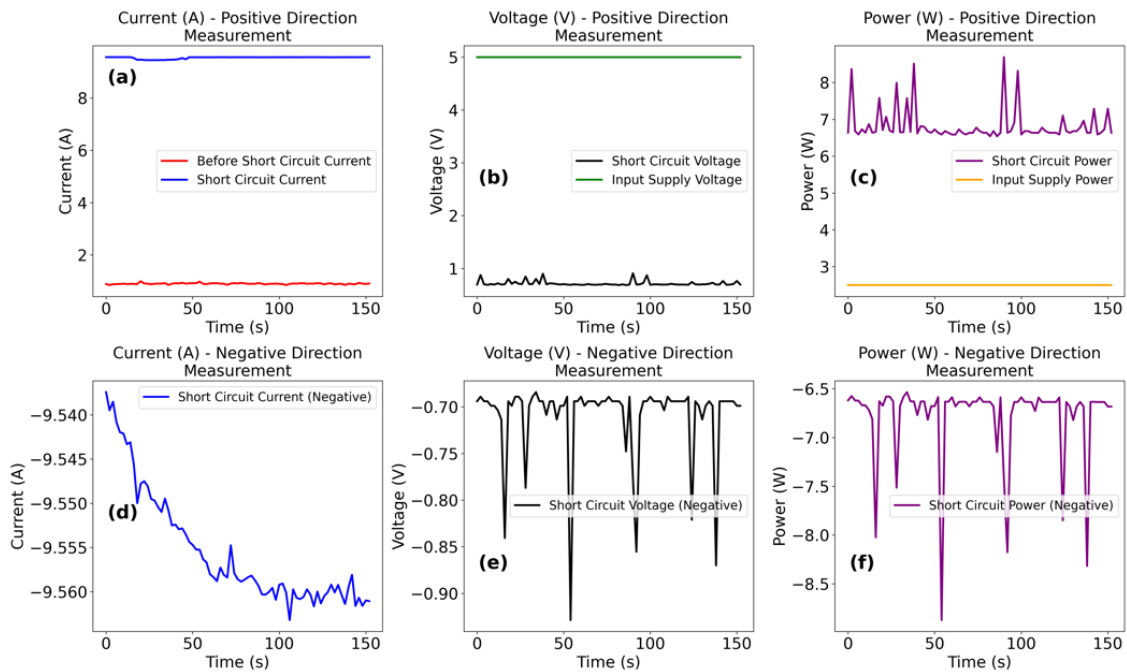 Current (A) - Positive Direction
Measurement
(a)
Current (A)
8
6
4
2
Before Short Circuit Current
Short Circuit Current
0
50
100
150
Time (s)
Voltage (V) - Positive Direction
Measurement
(b)
Voltage (V)
5
4
3
2
1
Short Circuit Voltage
Input Supply Voltage
0
50
100
150
Time (s)
Power (W) - Positive Direction
Measurement
(c)
Power (W)
8
7
6
5
4
3
Short Circuit Power
Input Supply Power
0
50
100
150
Time (s)
Current (A) - Negative Direction
Measurement
(d)
Current (A)
−9.540
−9.545
−9.550
−9.555
−9.560
Short Circuit Current (Negative)
0
50
100
150
Time (s)
Voltage (V) - Negative Direction
Measurement
(e)
Voltage (V)
−0.70
−0.75
−0.80
−0.85
−0.90
Short Circuit Voltage (Negative)
0
50
100
150
Time (s)
Power (W) - Negative Direction
Measurement
(f)
Power (W)
−6.5
−7.0
−7.5
−8.0
−8.5
Short Circuit Power (Negative)
0
50
100
150
Time (s)